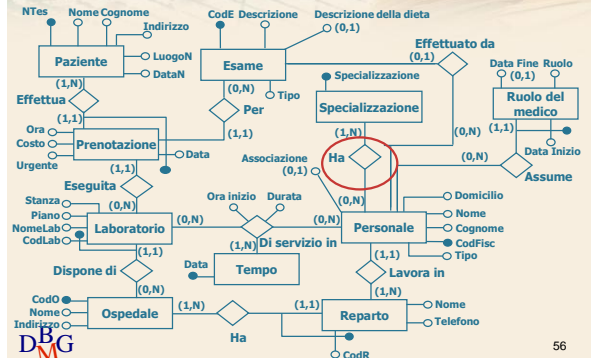 NTes Nome Cognome
Indirizzo
CodE Descrizione
Descrizione della dieta
(0,1)
Effettuato da
Paziente
LuogoN
DataN
Esame
Tipo
(0,1)
(0,1)
Data Fine Ruolo
(0,1)
Specializzazione
Specializzazione
Ruolo del
medico
(1,N)
(0,N)
Effettua
Per
(1,N)
(1,1)
(0,N)
Data Inizio
(1,1)
(1,1)
Ora
Costo
Urgente
Prenotazione
Data
Associazione
(0,1)
Ha
(0,N)
Assume
(1,1)
Eseguita
(0,N)
(0,N)
Stanza
Piano
NomeLab
CodLab
Laboratorio
(0,N)
Ora inizio Durata
(0,N)
Di servizio in
Personale
Domicilio
Nome
Cognome
CodFisc
Tipo
(1,1)
(1,N)
(1,1)
Dispone di
Data
Tempo
Lavora in
(0,N)
(1,N)
CodO
Nome
Indirizzo
Ospedale
(1,N)
Ha
(1,1)
Reparto
Nome
Telefono
CodR
DBMG
56